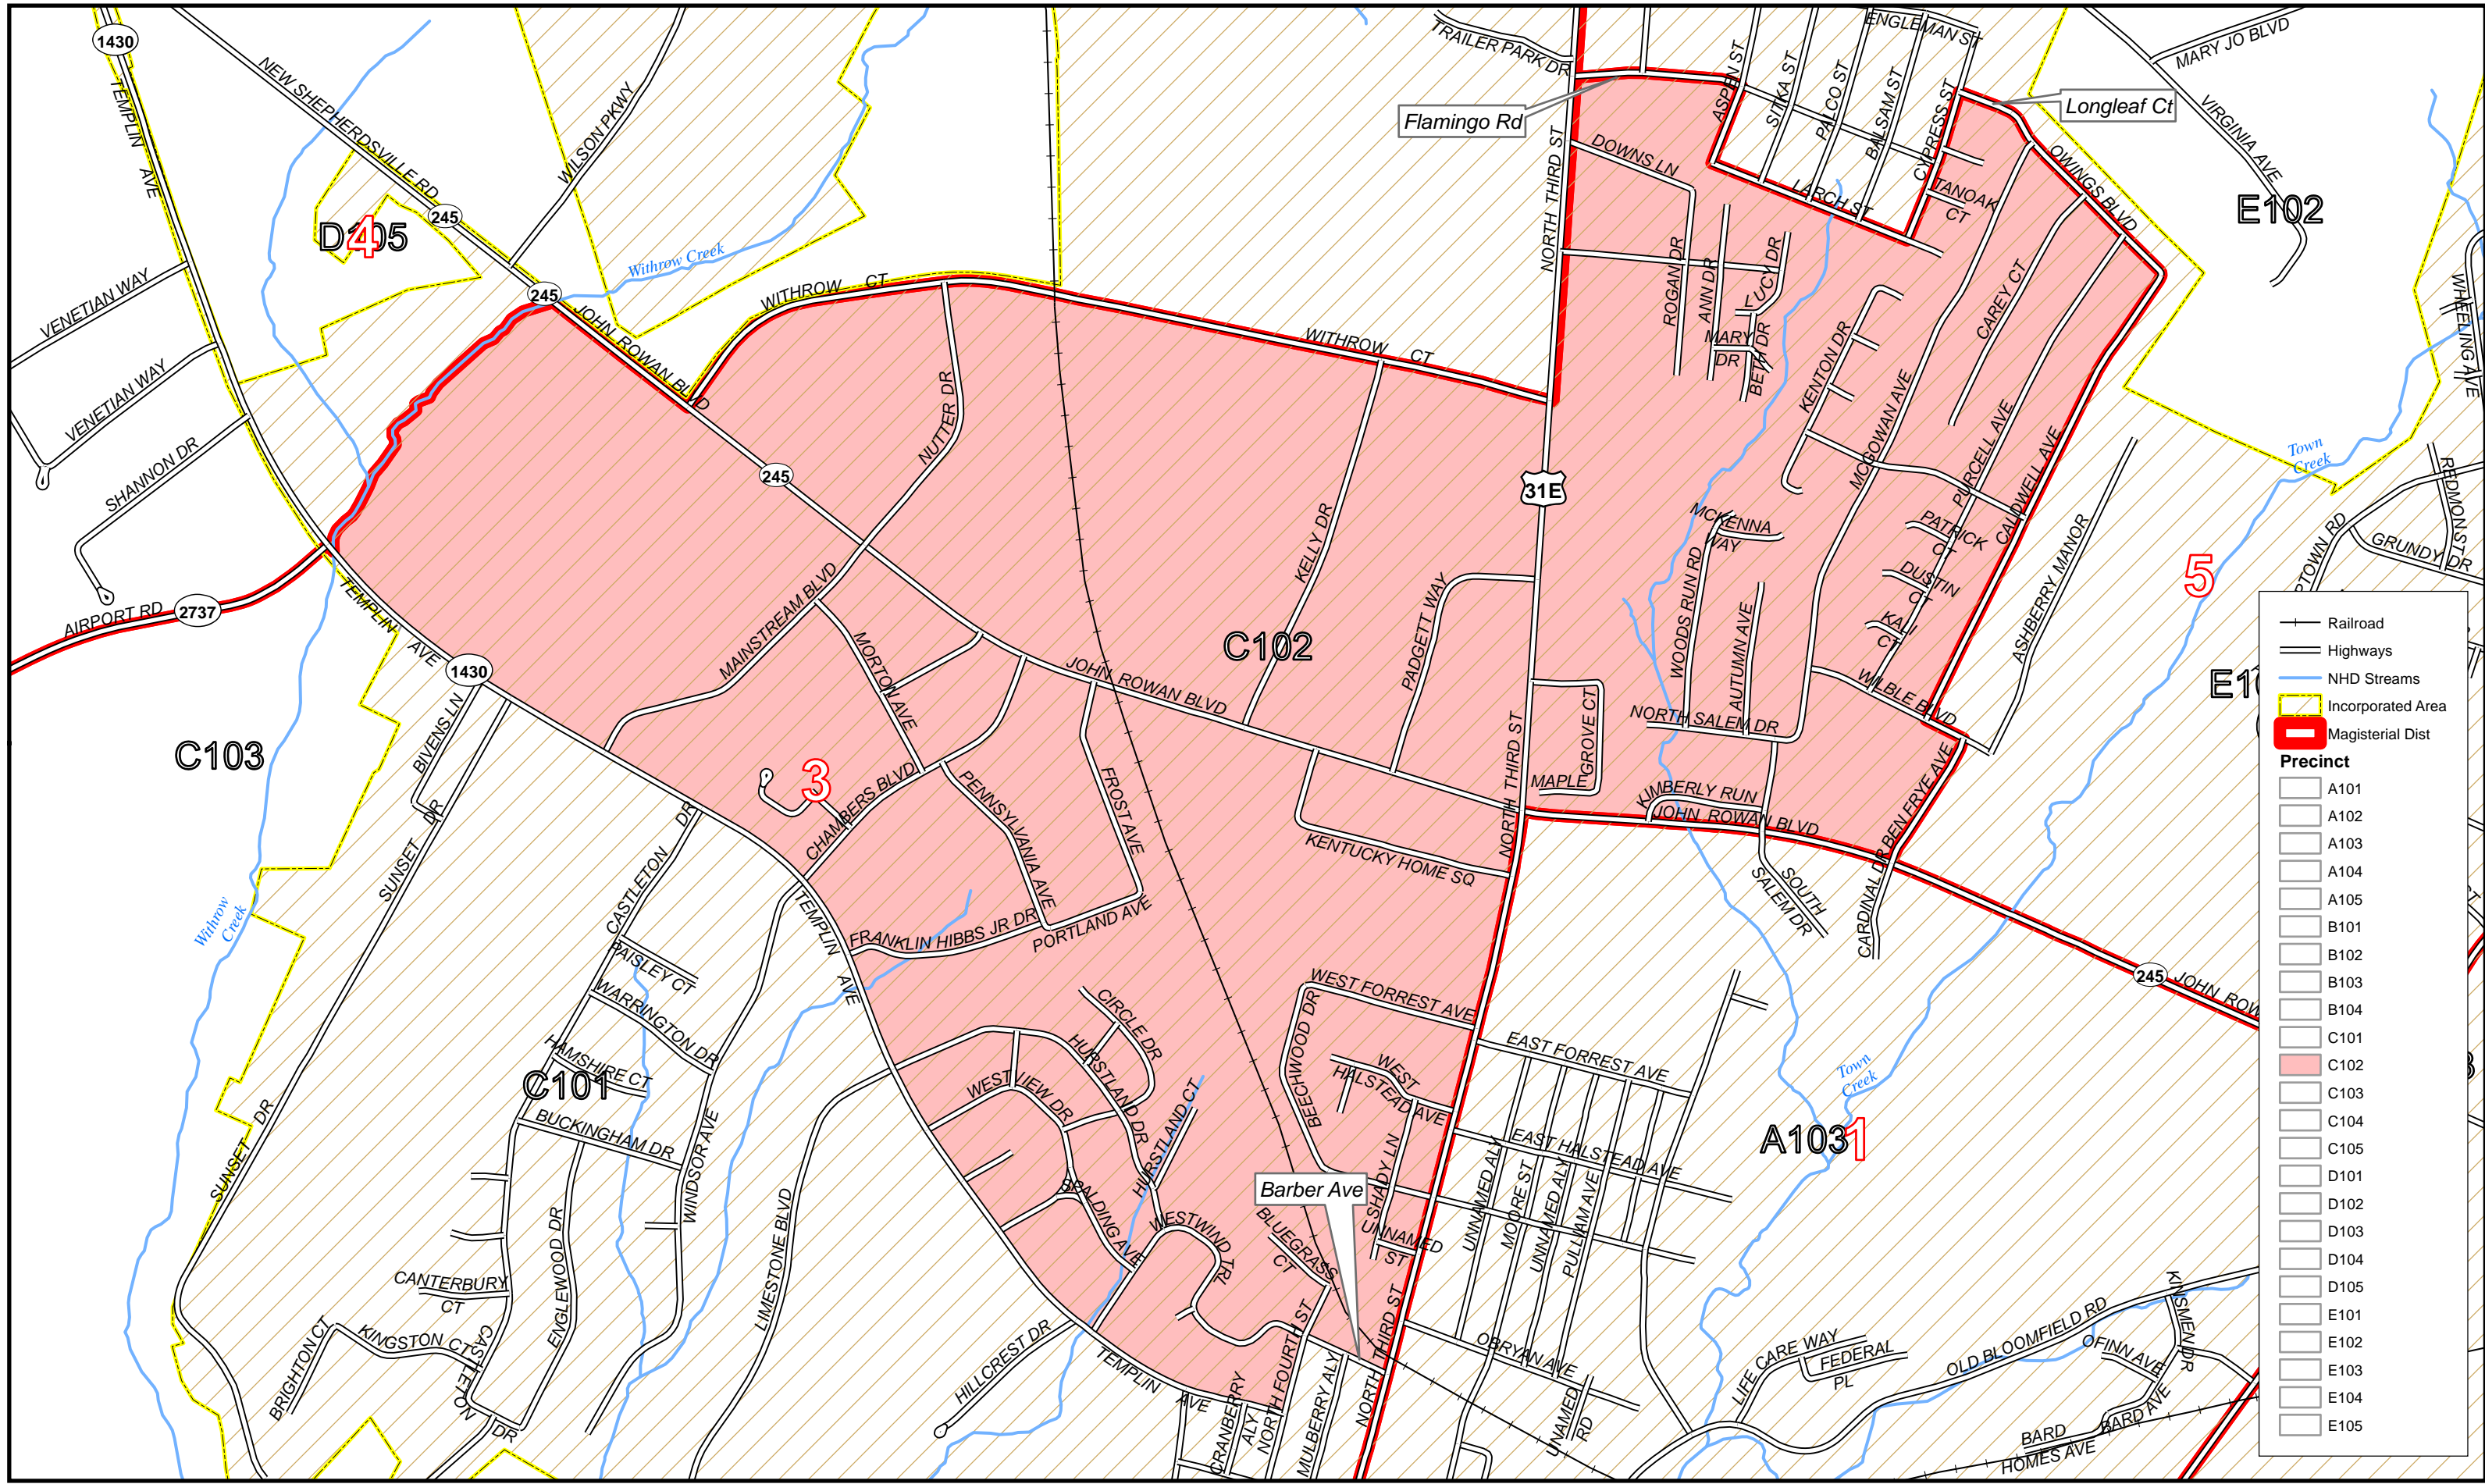 1430
TEMPLIN AVE
NEW SHEPHERDSVILLE RD
245
WILSON PKWY
TRAILER PARK DR
ENGLEMAN ST
MARY JO BLVD
VIRGINIA AVE
Flamingo Rd
Longleaf Ct
ASPEN ST
SITKA ST
PALCO ST
BALSAM ST
CYPRESS ST
DOWNS LN
LARCH ST
TANOAK CT
OWINGS BLVD
E102
D105
4
Withrow Creek
VENETIAN WAY
245
JOHN ROWAN BLVD
WITHROW CT
WITHROW CT
NORTH THIRD ST
ROGAN DR
ANN DR
LUCY DR
MARY DR
BEW DR
KENTON DR
CAREY CT
WHEELING AVE
VENETIAN WAY
SHANNON DR
NUTTER DR
245
31E
KELLY DR
MCGOWAN AVE
PURCELL AVE
CALDWELL AVE
Town Creek
REDMON ST
GRUNDY DR
PTOWN RD
MCKENNA WAY
WOODS RUN RD
PATRICK CT
DUSTIN CT
KALI CT
ASHBERRY MANOR
5
AIRPORT RD
2737
TEMPLIN AVE
1430
MAINSTREAM BLVD
MORTON AVE
C102
JOHN ROWAN BLVD
PADGETT WAY
AUTUMN AVE
NORTH SALEM DR
WILBLE BLVD
E10
C103
BIVENS LN
SUNSET DR
3
CHAMBERS BLVD
PENNSYLVANIA AVE
FROST AVE
NORTH THIRD ST
MAPLE GROVE CT
KIMBERLY RUN
JOHN ROWAN BLVD
BEN FRYE AVE
CARDINAL DR
SOUTH SALEM DR
KENTUCKY HOME SQ
Withrow Creek
CASTLETON DR
PAISLEY CT
WARRINGTON DR
HAMSHIRE CT
C101
BUCKINGHAM DR
WINDSOR AVE
TEMPLIN AVE
FRANKLIN HIBBS JR DR
PORTLAND AVE
CIRCLE DR
HURSTLAND DR
WESTVIEW DR
HURSTLAND CT
SPALDING AVE
WESTWIND TRL
BLUEGRASS CT
WEST FORREST AVE
BEECHWOOD DR
WEST HALSTEAD AVE
SHADY LN
UNNAMED ST
Barber Ave
EAST FORREST AVE
EAST HALSTEAD AVE
UNNAMED ALY
MOORE ST
UNNAMED ALY
PULLIAM AVE
A103
1
Town Creek
245
JOHN ROW
SUNSET DR
LIMESTONE BLVD
ENGLEWOOD DR
CANTERBURY CT
KINGSTON CT
BRIGHTON CT
CASTLETON DR
HILLCREST DR
TEMPLIN AVE
CRANBERRY ALY
NORTH FOURTH ST
MULBERRY ALY
NORTH THIRD ST
OBRYAN AVE
UNAMED RD
LIFE CARE WAY
FEDERAL PL
OLD BLOOMFIELD RD
KINSMEN DR
OFINN AVE
BARD AVE
BARD HOMES AVE
Railroad
Highways
NHD Streams
Incorporated Area
Magisterial Dist
Precinct
A101
A102
A103
A104
A105
B101
B102
B103
B104
C101
C102
C103
C104
C105
D101
D102
D103
D104
D105
E101
E102
E103
E104
E105